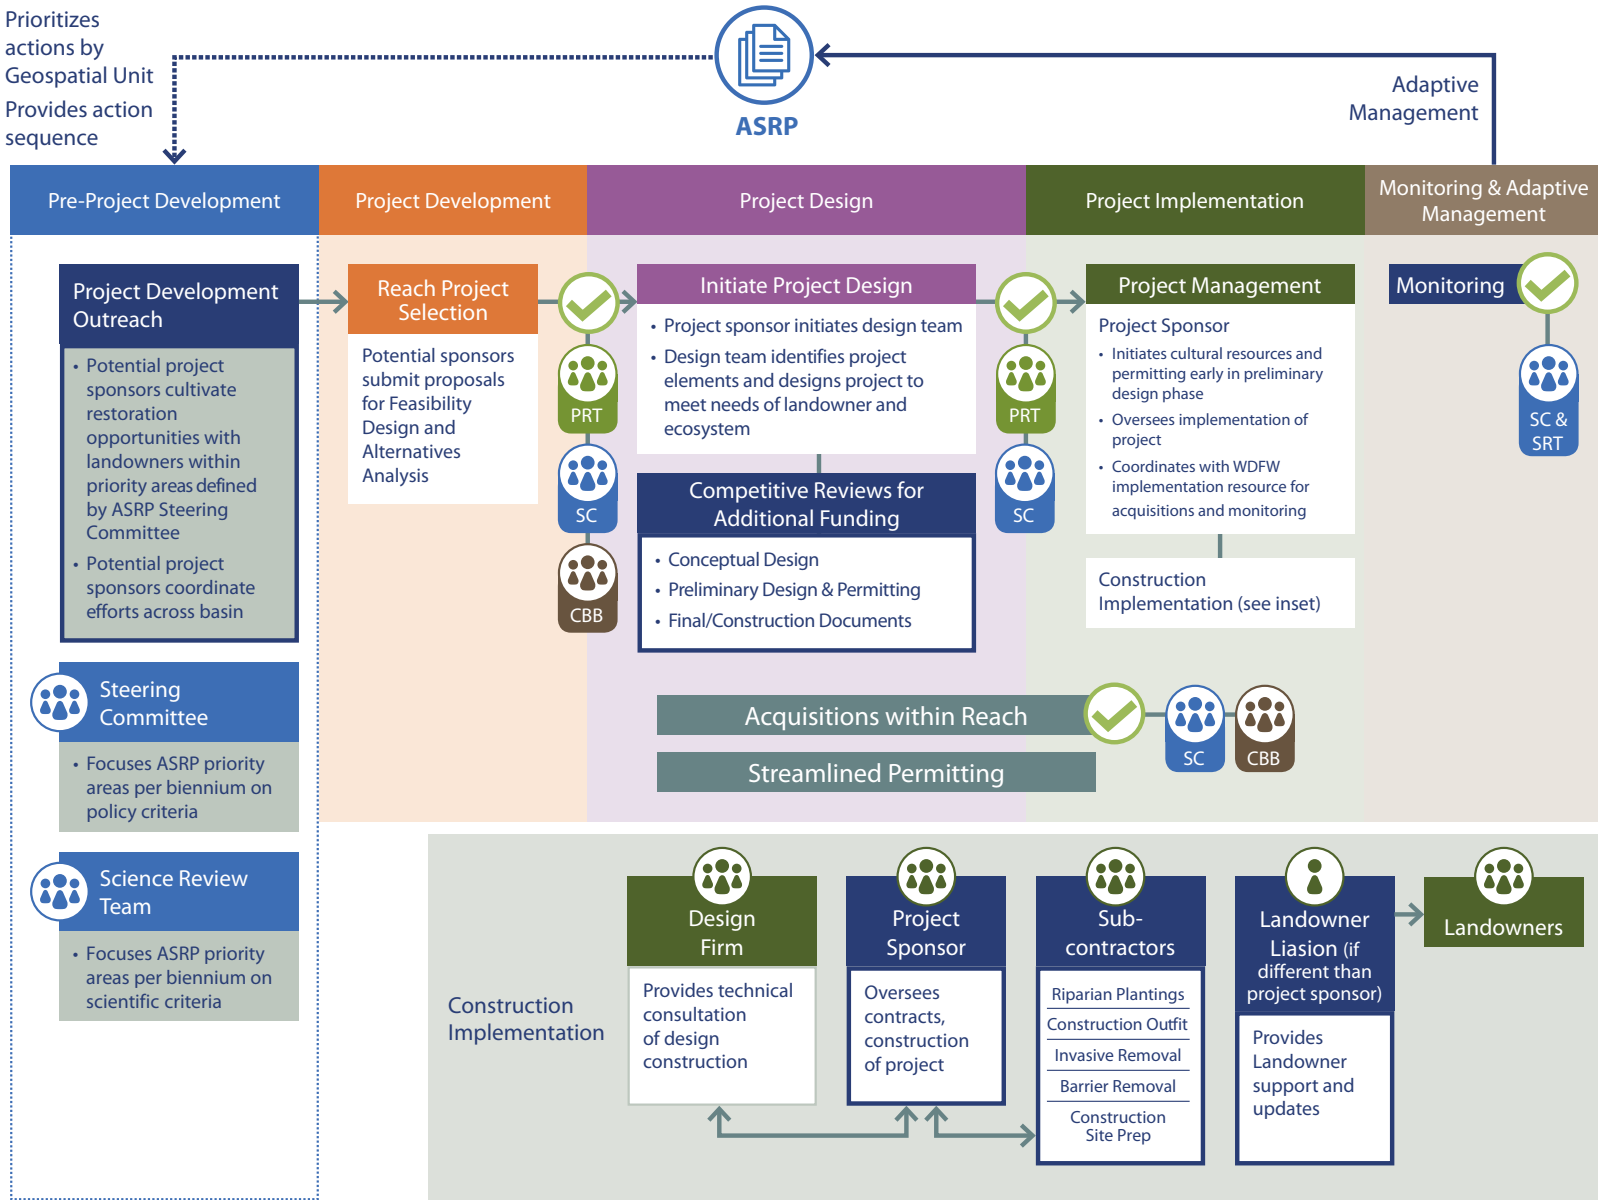 Prioritizes
actions by
Geospatial Unit
Provides action
sequence
ASRP
Adaptive
Management
Pre-Project Development
Project Development
Project Design
Project Implementation
Monitoring & Adaptive
Management
Project Development
Outreach
• Potential project
sponsors cultivate
restoration
opportunities with
landowners within
priority areas defined
by ASRP Steering
Committee
• Potential project
sponsors coordinate
efforts across basin
Steering
Committee
• Focuses ASRP priority
areas per biennium on
policy criteria
Science Review
Team
• Focuses ASRP priority
areas per biennium on
scientific criteria
Reach Project
Selection
Potential sponsors
submit proposals
for Feasibility
Design and
Alternatives
Analysis
PRT
SC
CBB
Initiate Project Design
• Project sponsor initiates design team
• Design team identifies project
elements and designs project to
meet needs of landowner and
ecosystem
Competitive Reviews for
Additional Funding
• Conceptual Design
• Preliminary Design & Permitting
• Final/Construction Documents
PRT
SC
Project Management
Project Sponsor
• Initiates cultural resources and
permitting early in preliminary
design phase
• Oversees implementation of
project
• Coordinates with WDFW
implementation resource for
acquisitions and monitoring
Construction
Implementation (see inset)
Monitoring
SC &
SRT
Acquisitions within Reach
SC
CBB
Streamlined Permitting
Construction
Implementation
Design
Firm
Provides technical
consultation
of design
construction
Project
Sponsor
Oversees
contracts,
construction
of project
Sub-
contractors
Riparian Plantings
Construction Outfit
Invasive Removal
Barrier Removal
Construction
Site Prep
Landowner
Liasion (if
different than
project sponsor)
Provides
Landowner
support and
updates
Landowners